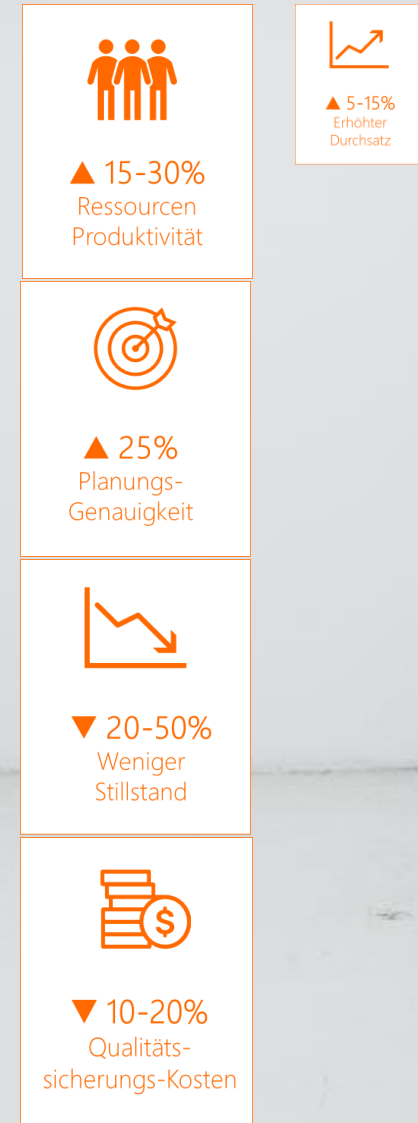 ▲ 15-30%
Ressourcen
Produktivität
▲ 5-15%
Erhöhter
Durchsatz
▲ 25%
Planungs-
Genauigkeit
▼ 20-50%
Weniger
Stillstand
▼ 10-20%
Qualitäts-
sicherungs-Kosten